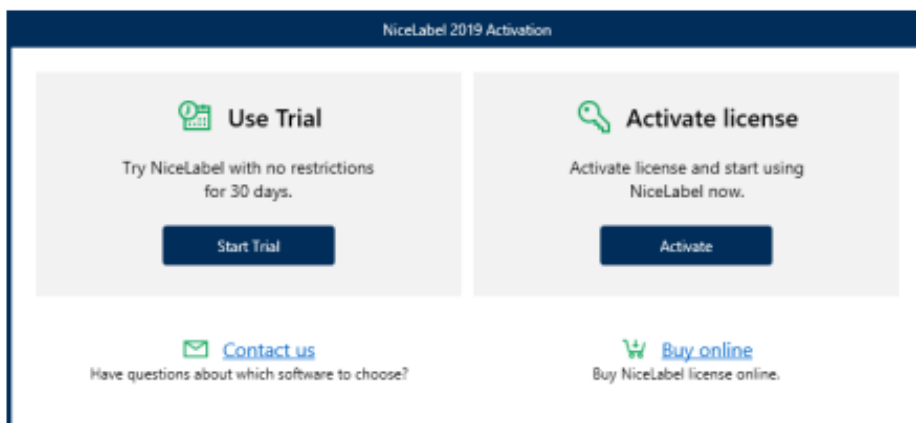 NiceLabel 2019 Activation
Use Trial
Try NiceLabel with no restrictions
for 30 days.
Start Trial
Activate license
Activate license and start using
NiceLabel now.
Activate
Contact us
Have questions about which software to choose?
Buy online
Buy NiceLabel license online.